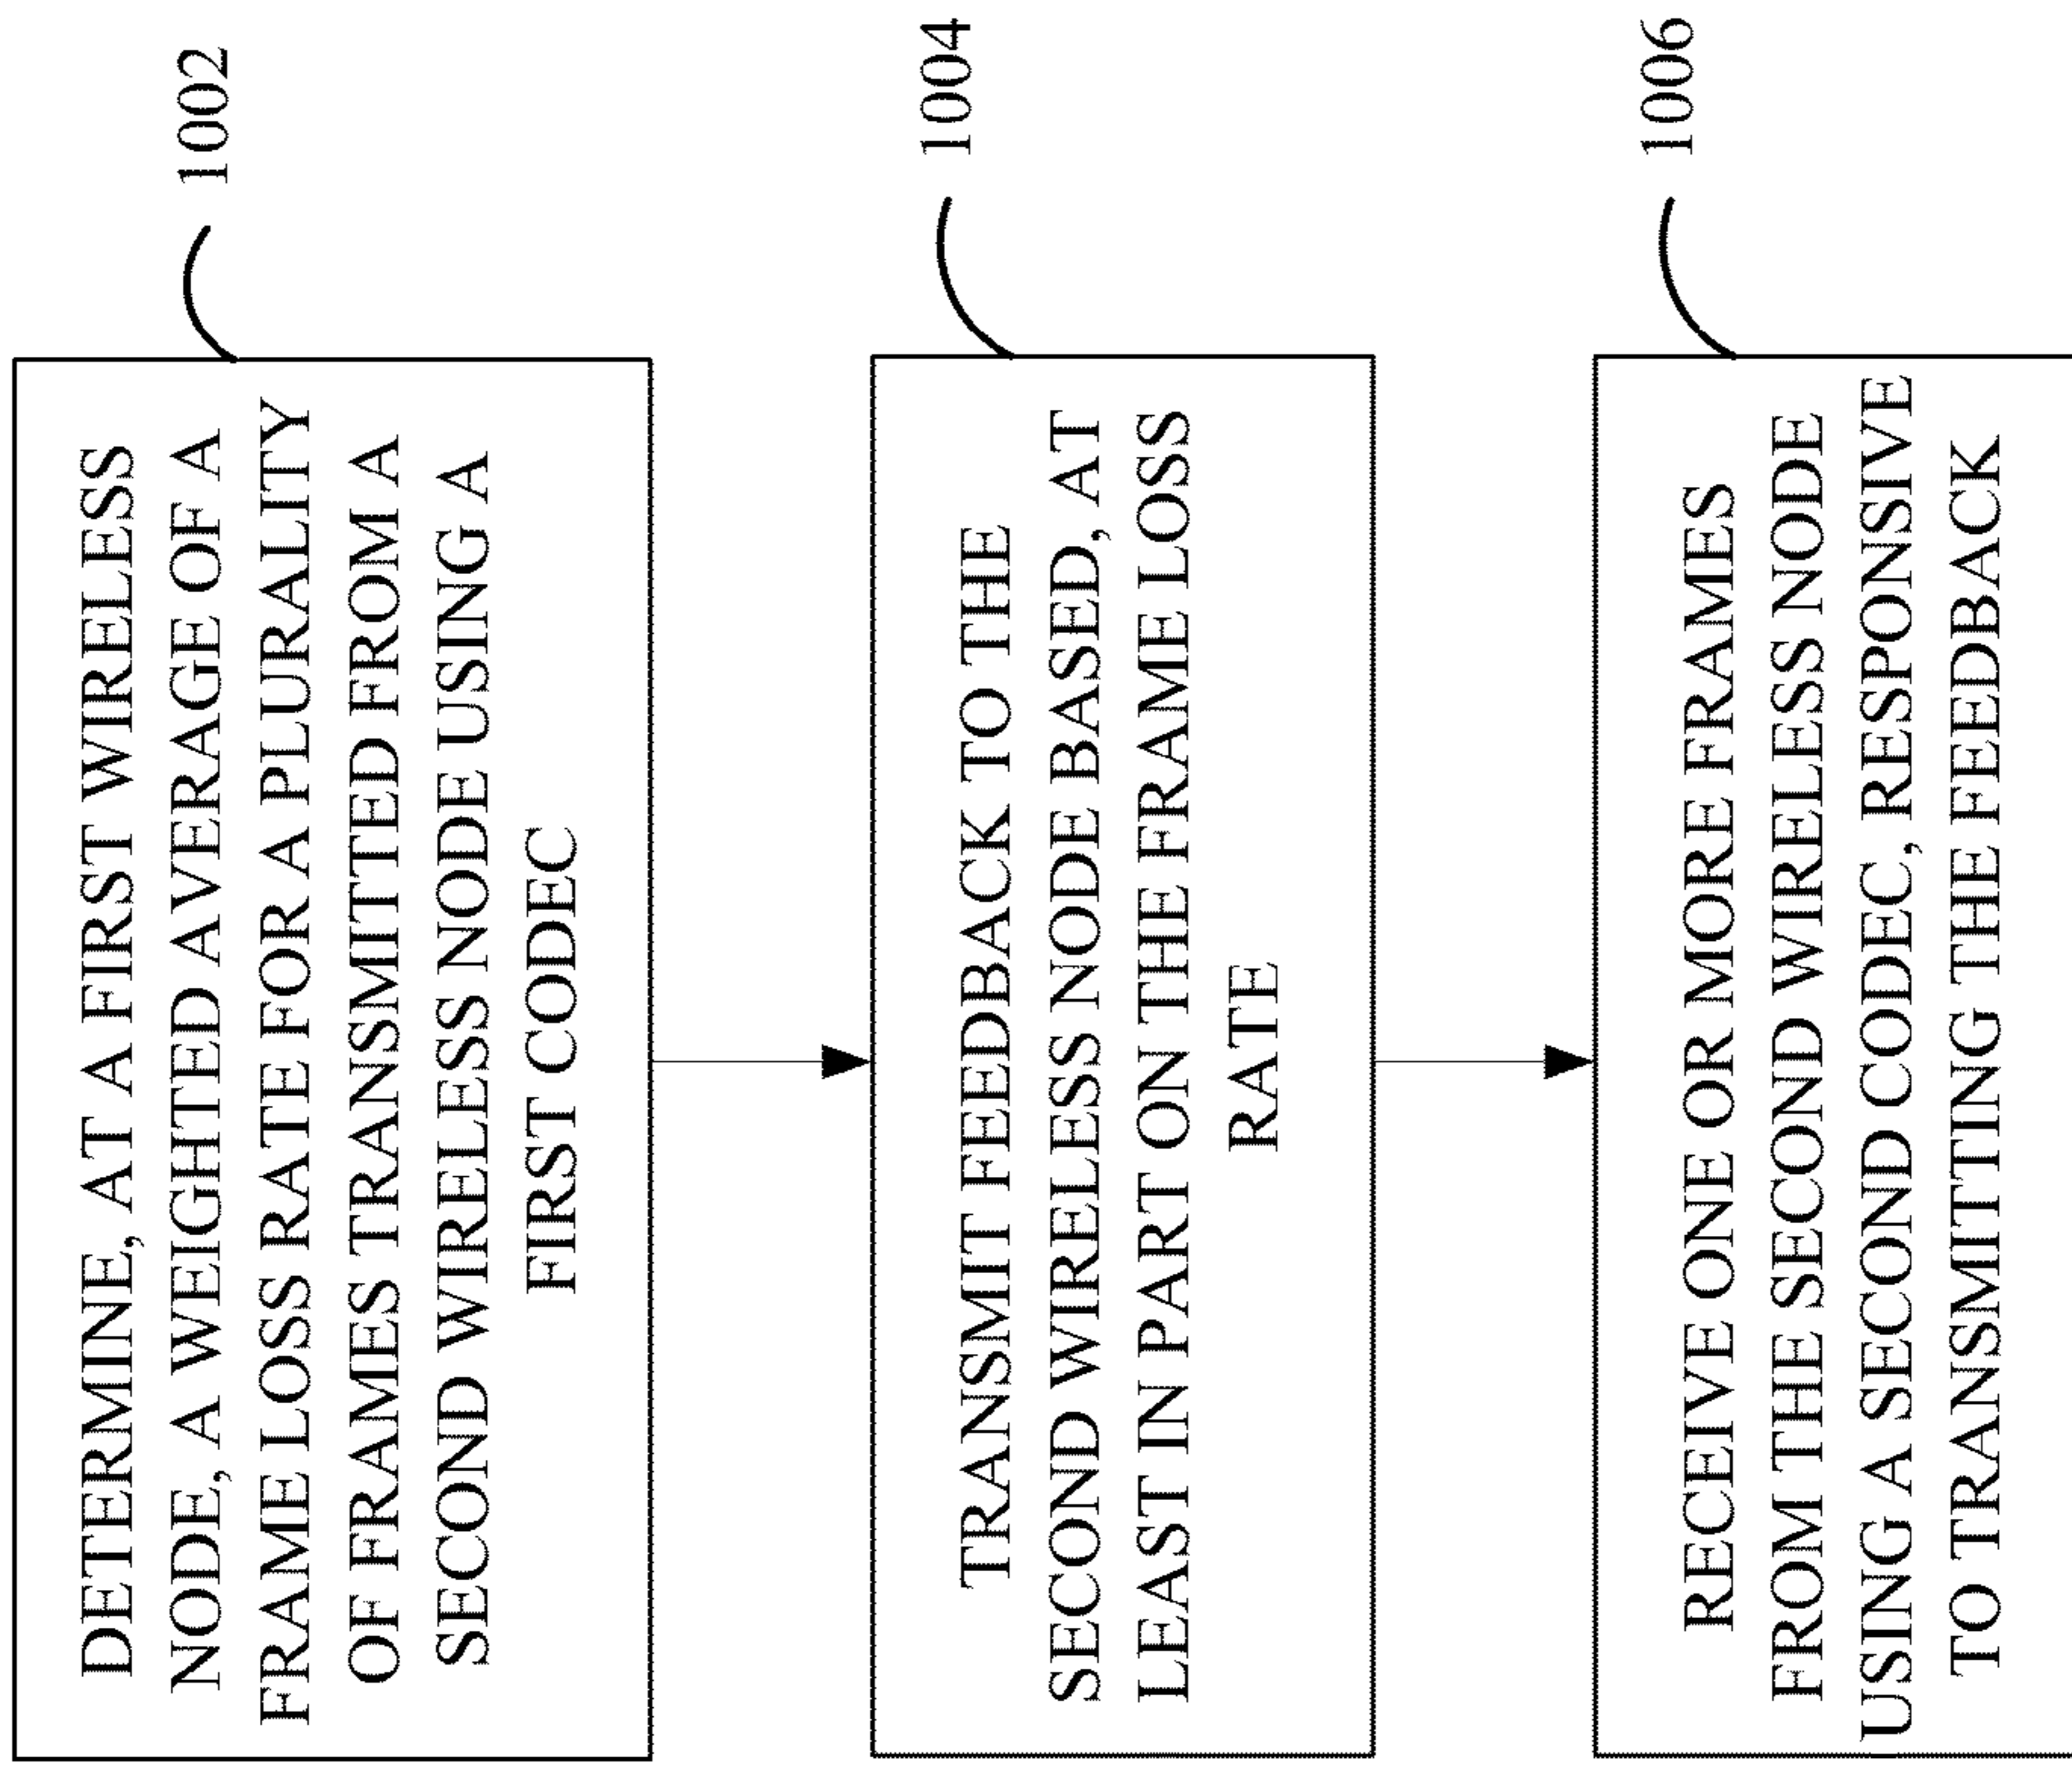 DETERMINE, AT A FIRST WIRELESS
NODE, A WEIGHTED AVERAGE OF A
FRAME LOSS RATE FOR A PLURALITY
OF FRAMES TRANSMITTED FROM A
SECOND WIRELESS NODE USING A
FIRST CODEC
1002
TRANSMIT FEEDBACK TO THE
SECOND WIRELESS NODE BASED, AT
LEAST IN PART ON THE FRAME LOSS
RATE
1004
RECEIVE ONE OR MORE FRAMES
FROM THE SECOND WIRELESS NODE
USING A SECOND CODEC, RESPONSIVE
TO TRANSMITTING THE FEEDBACK
1006